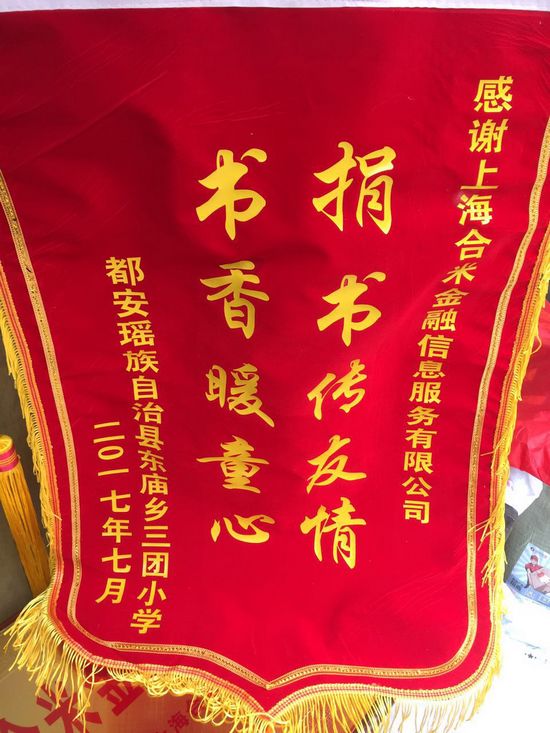 感谢上海合米金融信息服务有限公司
捐书传友情
书香暖童心
都安瑶族自治县东庙乡三团小学
二〇一七年七月